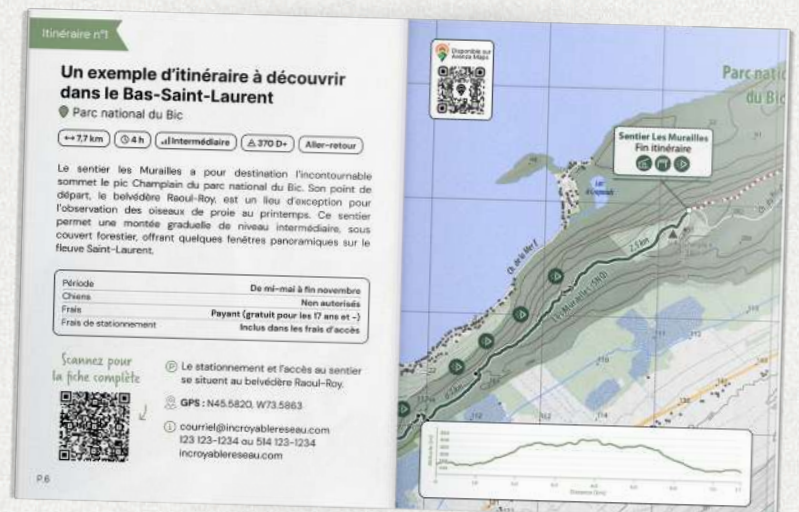 Itinéraire n°1
Un exemple d'itinéraire à découvrir
dans le Bas-Saint-Laurent
Parc national du Bic
7,7 km
4 h
Intermédiaire
370 D+
Aller-retour
Le sentier les Murailles a pour destination l'incontournable
sommet le pic Champlain du parc national du Bic. Son point de
départ, le belvédère Raoul-Roy, est un lieu d'exception pour
l'observation des oiseaux de proie au printemps. Ce sentier
permet une montée graduelle de niveau intermédiaire, sous
couvert forestier, offrant quelques fenêtres panoramiques sur le
fleuve Saint-Laurent.
Période De mi-mai à fin novembre
Chiens Non autorisés
Frais Payant (gratuit pour les 17 ans et -)
Frais de stationnement Inclus dans les frais d'accès
Scannez pour
la fiche complète
P Le stationnement et l'accès au sentier
se situent au belvédère Raoul-Roy.
GPS : N45.5820, W73.5863
i courriel@incroyablereseau.com
123 123-1234 ou 514 123-1234
incroyablereseau.com
P.6
Disponible sur
Avenza Maps
Parc natio
du Bic
Sentier Les Murailles
Fin itinéraire
2.5 km
Ch. de la Mer
Les Murailles (SNQ)
Distance (km)